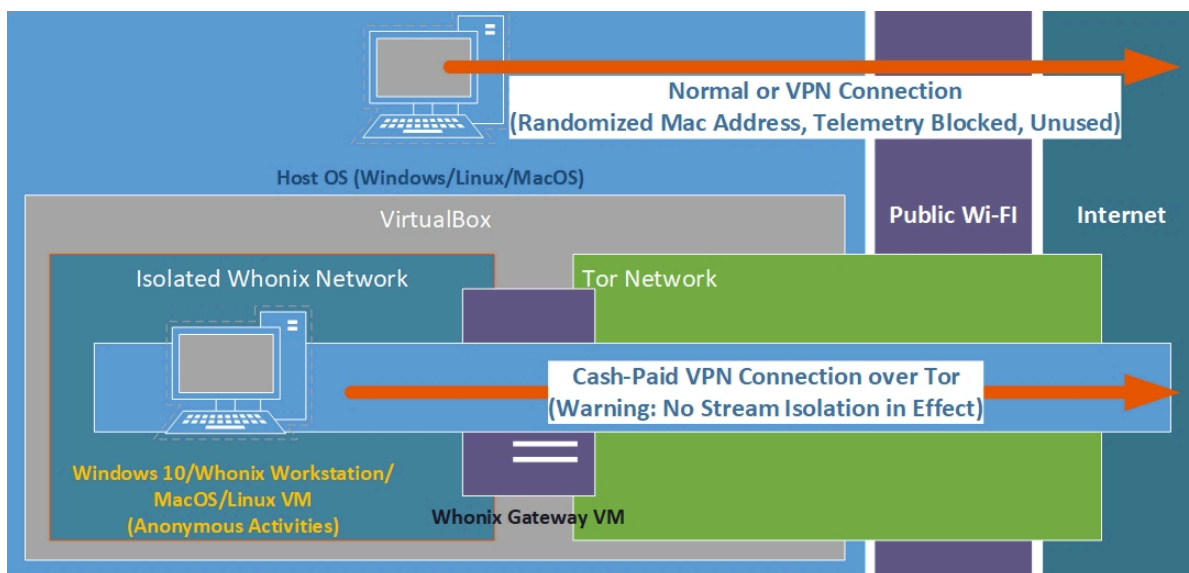 Normal or VPN Connection
(Randomized Mac Address, Telemetry Blocked, Unused)
Host OS (Windows/Linux/MacOS)
VirtualBox
Public Wi-FI
Internet
Isolated Whonix Network
Tor Network
Cash-Paid VPN Connection over Tor
(Warning: No Stream Isolation in Effect)
Windows 10/Whonix Workstation/
MacOS/Linux VM
(Anonymous Activities)
Whonix Gateway VM